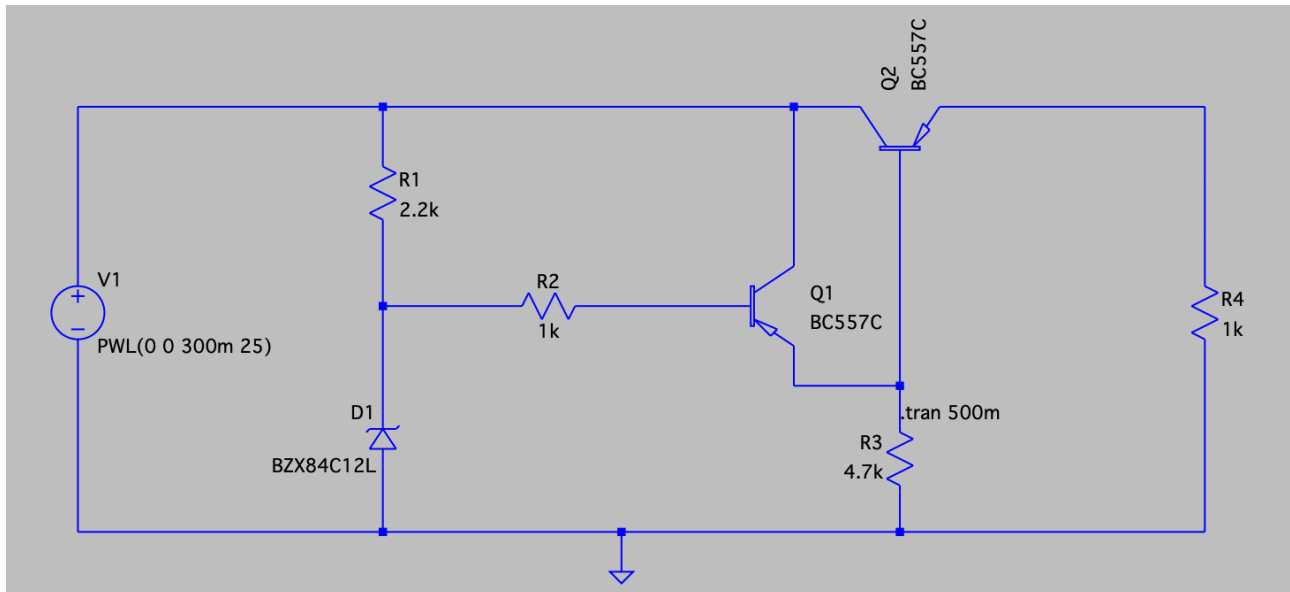 Q2
BC557C
R1
2.2k
V1
PWL(0 0 300m 25)
R2
1k
Q1
BC557C
R4
1k
D1
BZX84C12L
.tran 500m
R3
4.7k